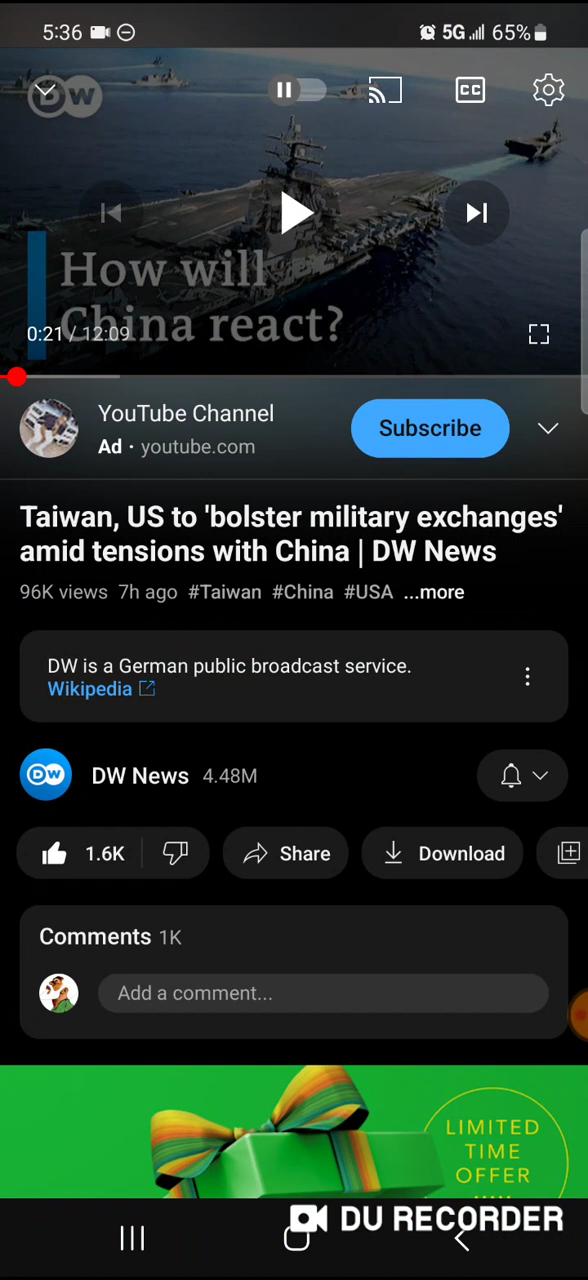 5:36
5G 65%
DW
CC
How will
China react?
0:21 / 12:09
YouTube Channel
Ad · youtube.com
Subscribe
Taiwan, US to 'bolster military exchanges'
amid tensions with China | DW News
96K views 7h ago #Taiwan #China #USA ...more
DW is a German public broadcast service.
Wikipedia
DW
DW News 4.48M
1.6K
Share
Download
Comments 1K
Add a comment...
LIMITED
TIME
OFFER
DU RECORDER